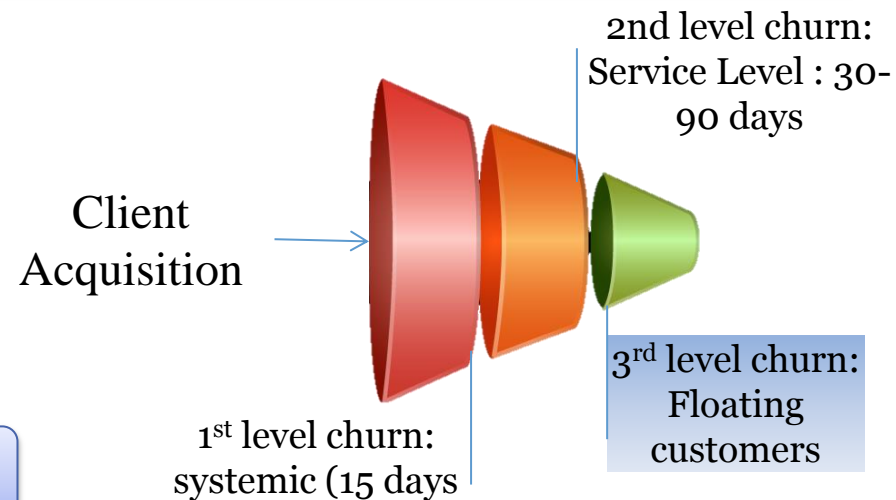 2nd level churn:
Service Level : 30-
90 days
Client
Acquisition
3rd level churn:
Floating
customers
1st level churn:
systemic (15 days